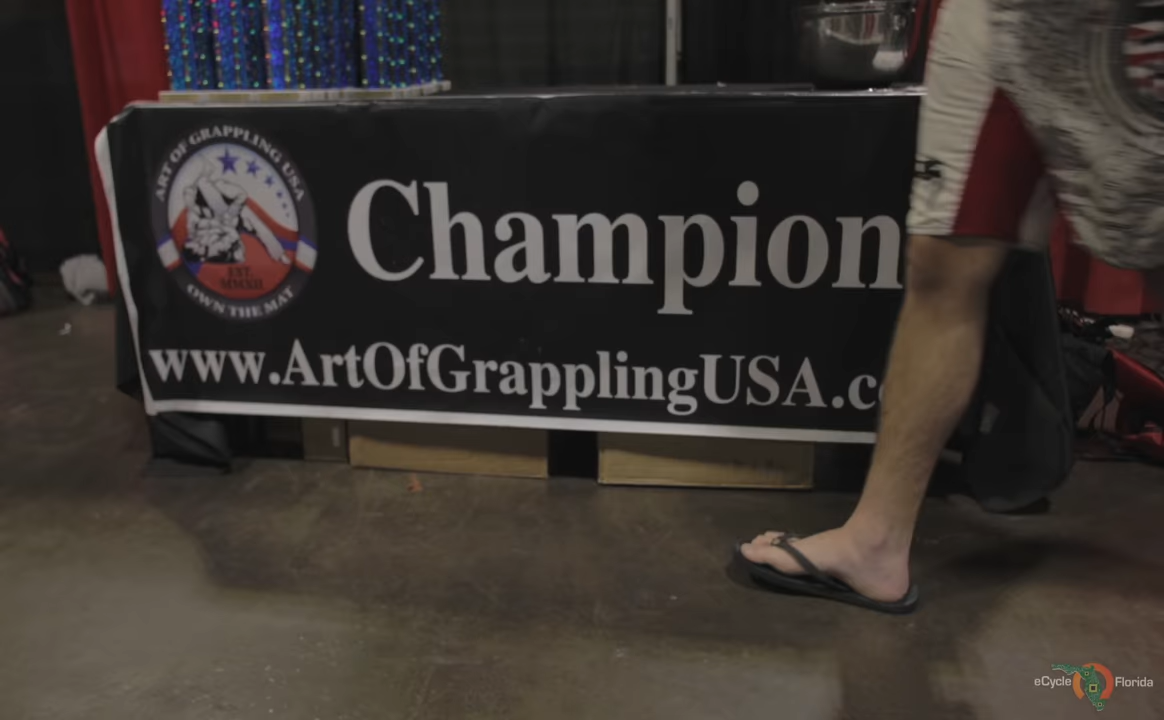 ART OF GRAPPLING USA
EST.
MMXII
OWN THE MAT
Champion
www.ArtOfGrapplingUSA.c
eCycle Florida